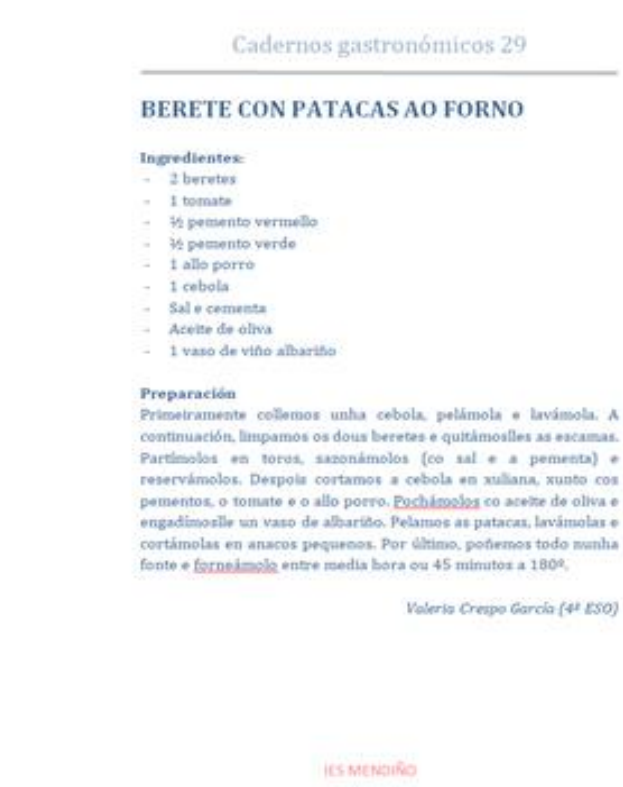 Cadernos gastronómicos 29
BERETE CON PATACAS AO FORNO
Ingredientes:
- 2 beretes
- 1 tomate
- ½ pemento vermello
- ½ pemento verde
- 1 allo porro
- 1 cebola
- Sal e cementa
- Aceite de oliva
- 1 vaso de viño albariño
Preparación
Primeiramente collemos unha cebola, pelámola e lavámola. A
continuación, limpamos os dous beretes e quitámoslles as escamas.
Partímolos en toros, sazonámolos (co sal e a pementa) e
reservámolos. Despois cortamos a cebola en xuliana, xunto cos
pementos, o tomate e o allo porro. Pochámolos co aceite de oliva e
engadímoslle un vaso de albariño. Pelamos as patacas, lavámolas e
cortámolas en anacos pequenos. Por último, poñemos todo nunha
fonte e forneámolo entre media hora ou 45 minutos a 180º.
Valeria Crespo García (4º ESO)
IES MENDIÑO